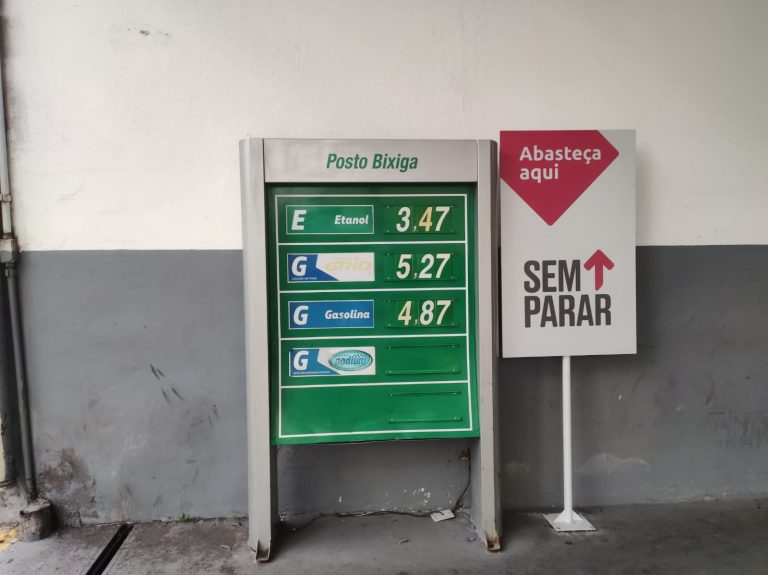 Posto Bixiga
E Etanol 3,47
G GRID 5,27
G Gasolina 4,87
G podium
Abasteça
aqui
SEM
PARAR